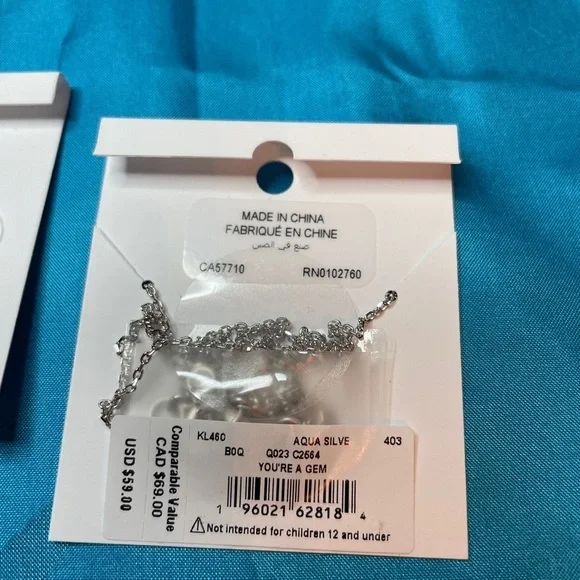 MADE IN CHINA
FABRIQUÉ EN CHINE
صنع في الصين
CA57710 RN0102760
KL460 AQUA SILVE 403
B0Q Q023 C2564
YOU'RE A GEM
1 96021 62818 4
⚠ Not intended for children 12 and under
Comparable Value
CAD $69.00
USD $59.00